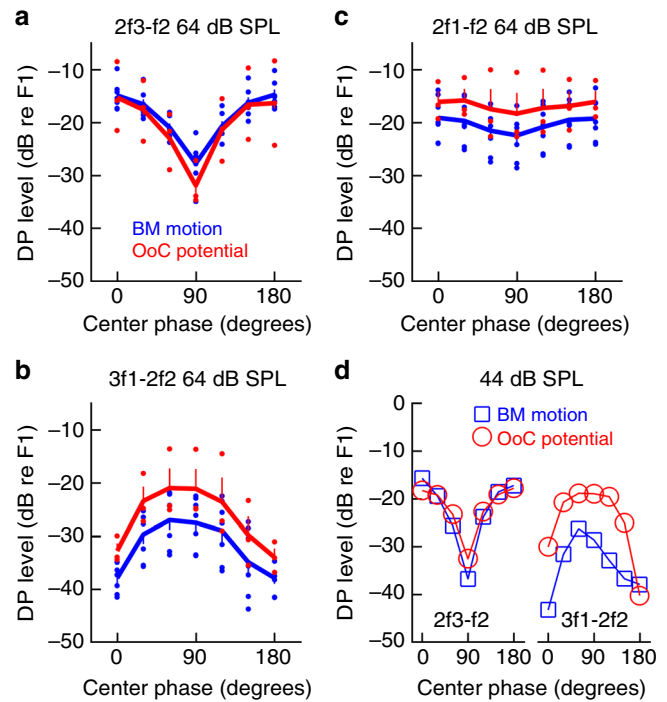 a
2f3-f2 64 dB SPL
DP level (dB re F1)
−10
−20
−30
−40
−50
BM motion
OoC potential
0
90
180
Center phase (degrees)
c
2f1-f2 64 dB SPL
DP level (dB re F1)
−10
−20
−30
−40
−50
0
90
180
Center phase (degrees)
b
3f1-2f2 64 dB SPL
DP level (dB re F1)
−10
−20
−30
−40
−50
0
90
180
Center phase (degrees)
d
44 dB SPL
DP level (dB re F1)
0
−10
−20
−30
−40
−50
BM motion
OoC potential
2f3-f2
3f1-2f2
0
90
180
0
90
180
Center phase (degrees)